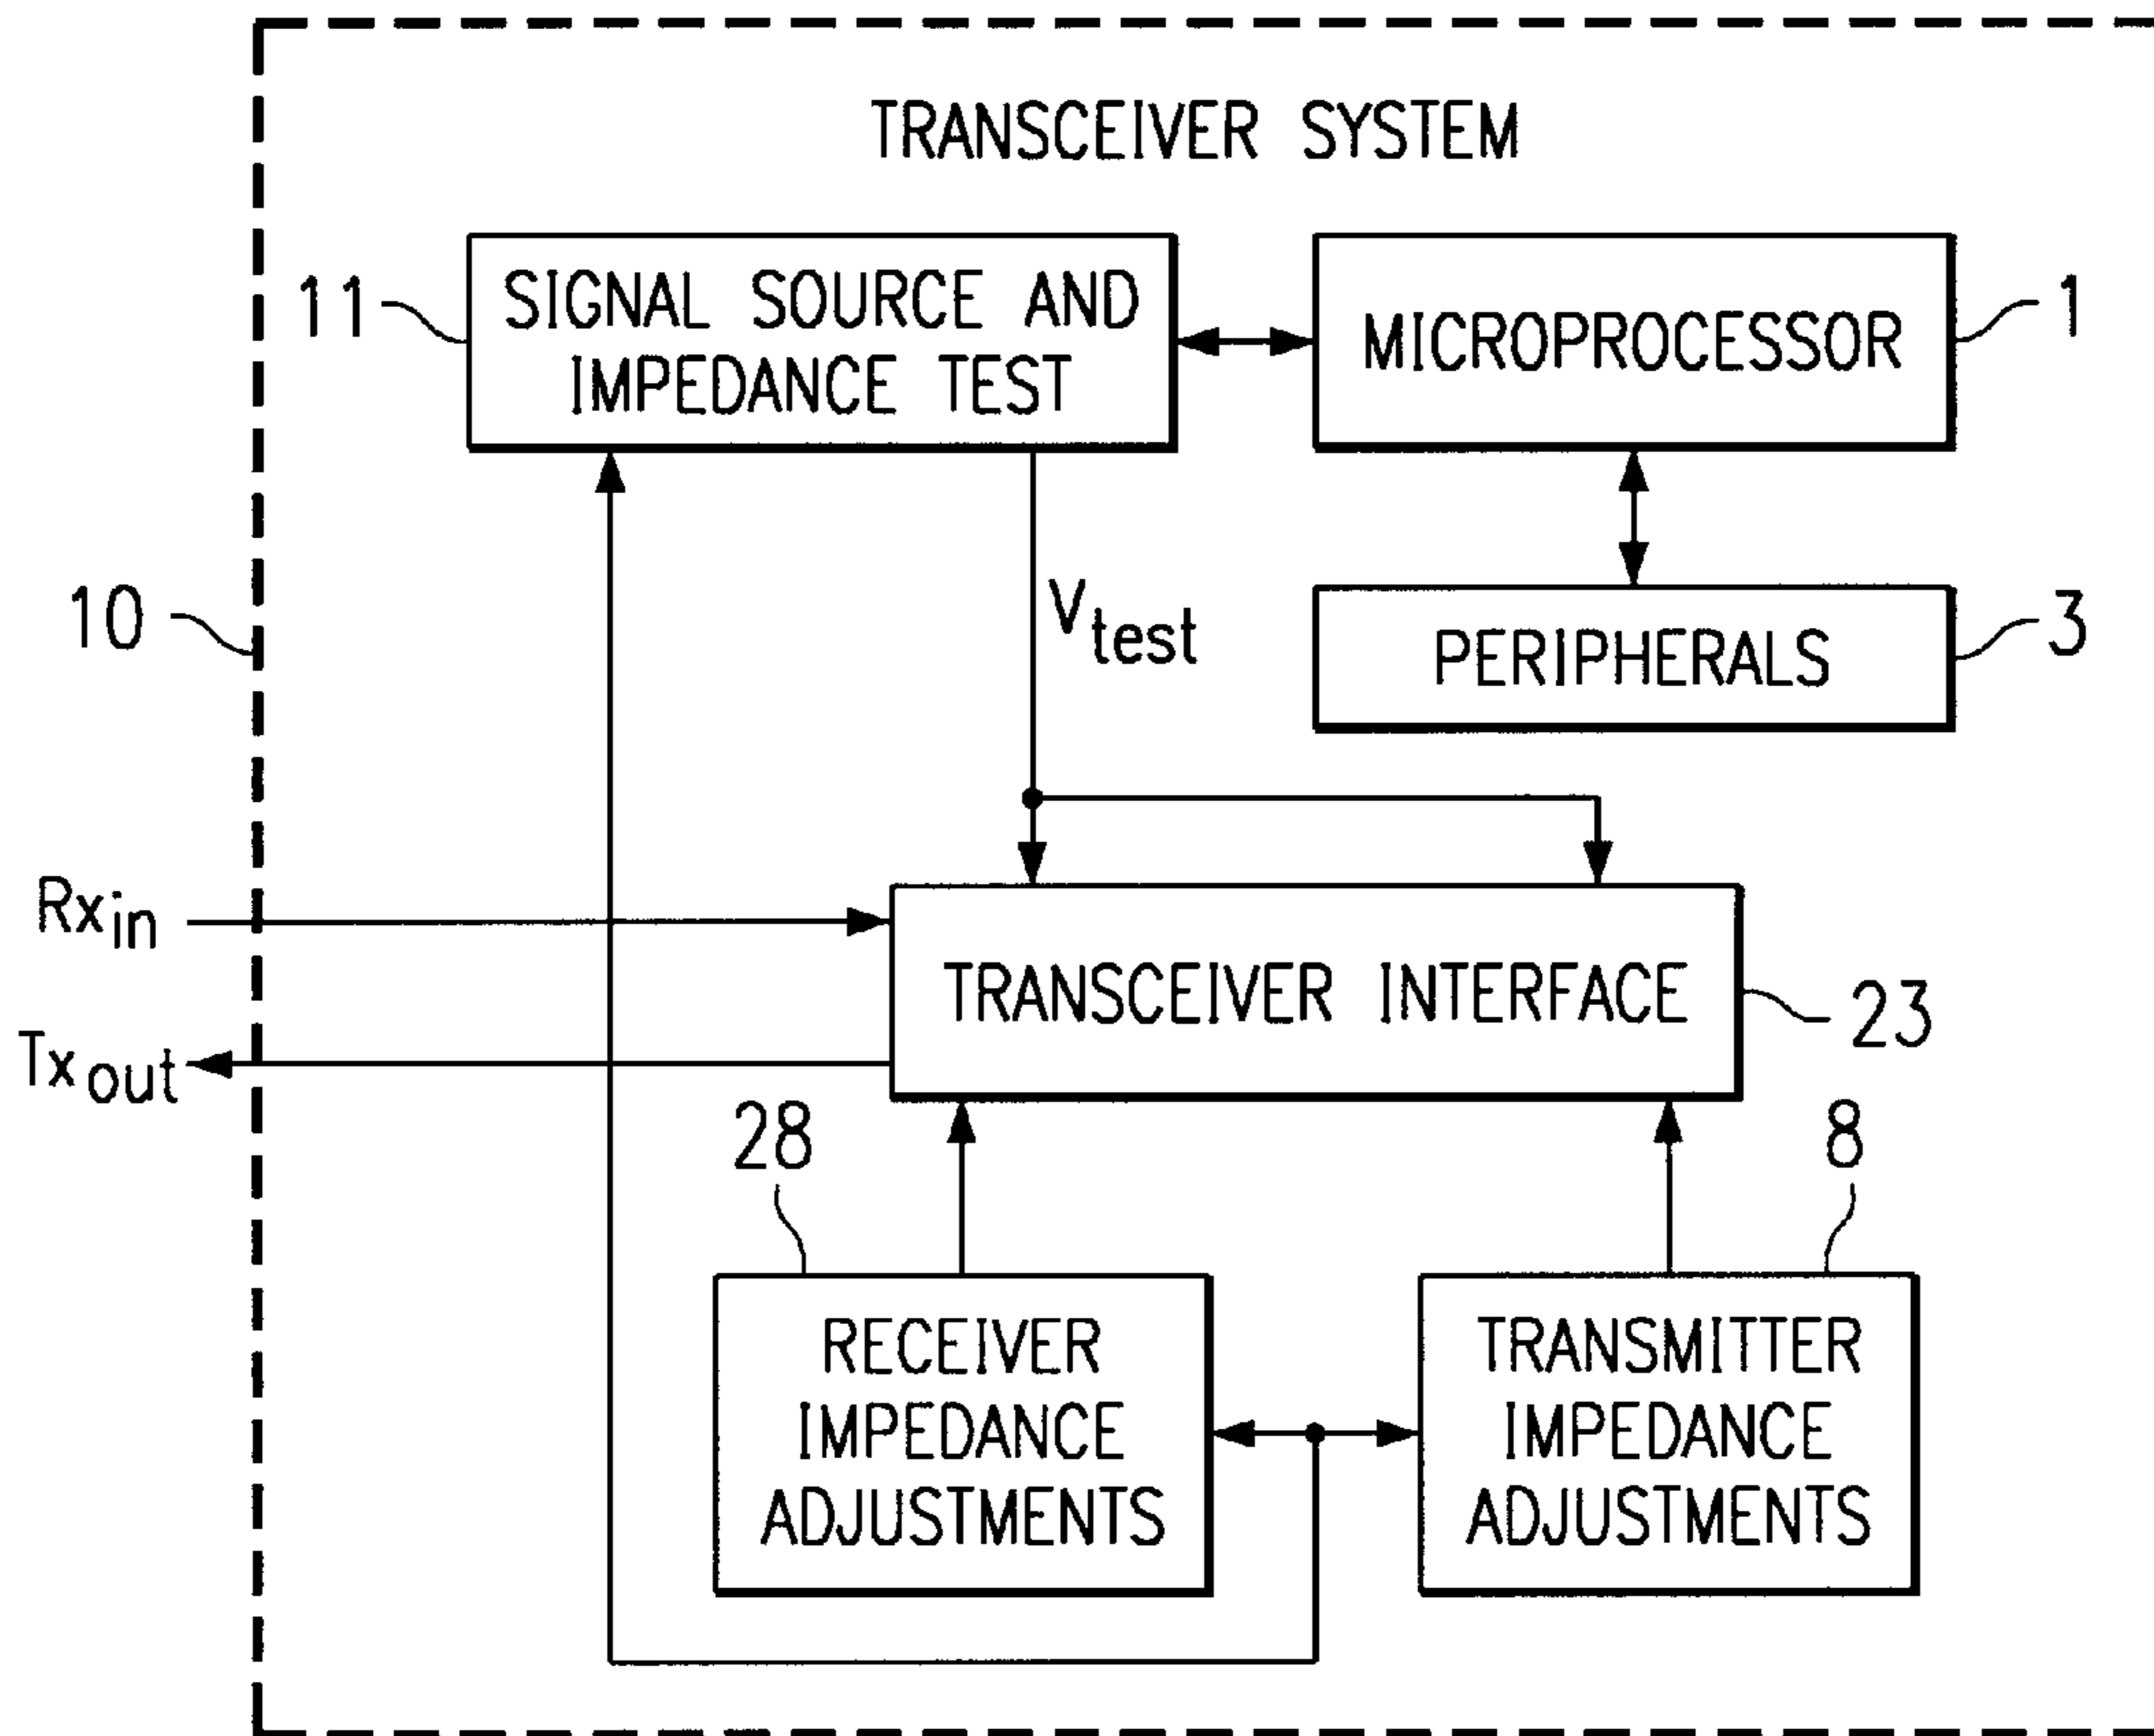 TRANSCEIVER SYSTEM
11
SIGNAL SOURCE AND
IMPEDANCE TEST
MICROPROCESSOR
1
10
Vtest
PERIPHERALS
3
Rxin
TRANSCEIVER INTERFACE
23
Txout
28
8
RECEIVER
IMPEDANCE
ADJUSTMENTS
TRANSMITTER
IMPEDANCE
ADJUSTMENTS